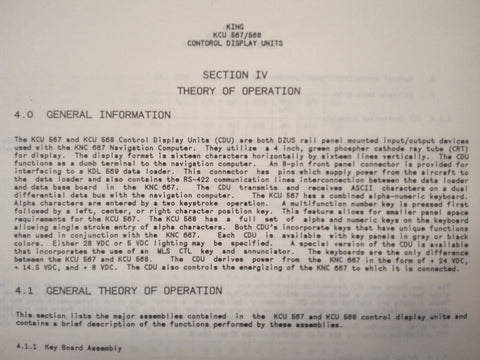 KING
KCU 567/568
CONTOROL DISPLAY UNITS
SECTION IV
THEORY OF OPERATION
4.0 GENERAL INFORMATION
The KCU 567 and KCU 568 Control Display Units (CDU) are both DZUS rail panel mounted input/output devices
used with the KNC 667 Navigation Computer. They utilize a 4 inch, green phospher cathode ray tube (CRT)
for display. The display format is sixteen characters horizontally by sixteen lines vertically. The CDU
functions as a dumb terminal to the navigation computer. An 8-pin front panel connector is provided for
interfacing to a KDL 569 data loader. This connector has pins which supply power from the aircraft to
the data loader and also contains the RS-422 communication lines interconnection between the data loader
and data base board in the KNC 667. The CDU transmits and receives ASCII characters on a dual
differential data bus with the navigation computer. The KCU 567 has a combined alpha-numeric keyboard.
Alpha characters are entered by a two keystroke operation. A multifunction number key is pressed first
followed by a left, center, or right character position key. This feature allows for smaller panel space
requirements for the KCU 567. The KCU 568 has a full set of alpha and numeric keys on the keyboard
allowing single stroke entry of alpha characters. Both CDU's incorporate keys that have unique functions
when used in conjunction with the KNC 667. Each CDU is available with key panels in gray or black
colors. Either 28 VDC or 5 VDC lighting may be specified. A special version of the CDU is available
that incorporates the use of an MLS CTL key and annunciator. The keyboards are the only difference
between the KCU 567 and KCU 568. The CDU derives power from the KNC 667 in the form of + 24 VDC,
+ 14.5 VDC, and + 8 VDC. The CDU also controls the energizing of the KNC 667 to which it is connected.
4.1 GENERAL THEORY OF OPERATION
This section lists the major assemblies contained in the KCU 567 and KCU 568 control display units and
contains a brief description of the functions performed by these assemblies.
4.1.1 Key Board Assembly